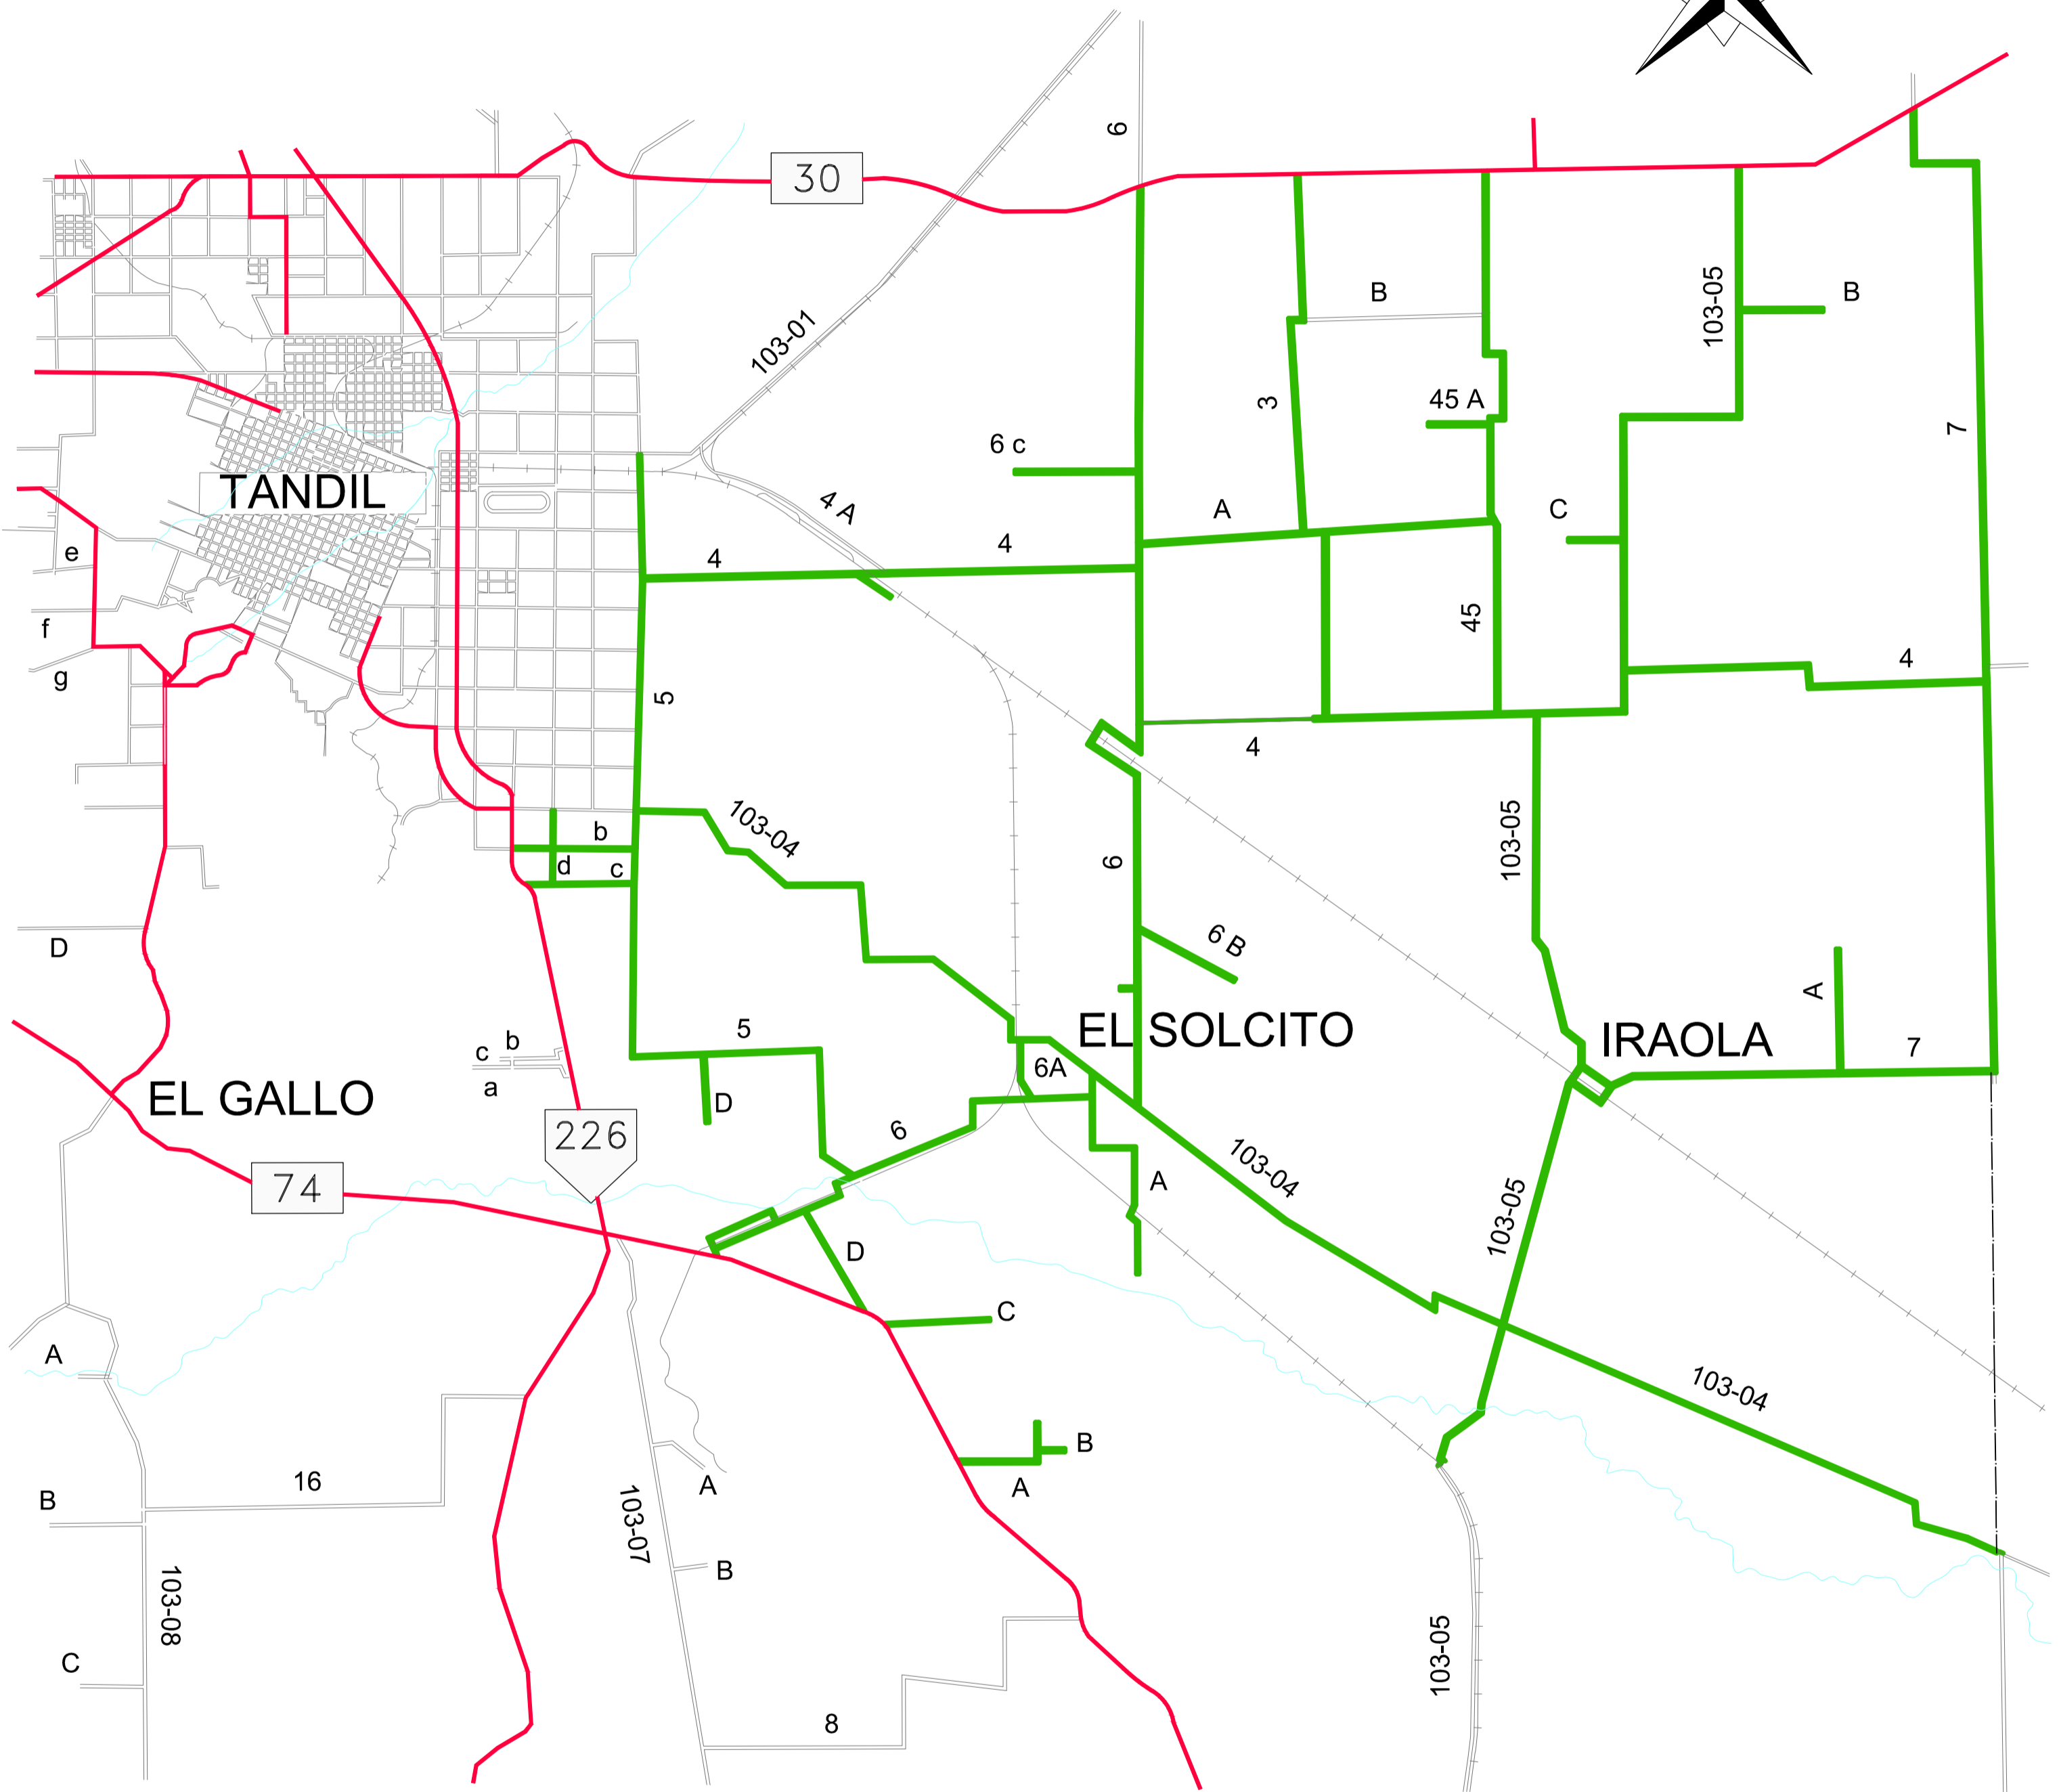 6
30
103-05
B
B
103-01
45 A
3
7
6 c
TANDIL
4 A
A
C
4
4
e
45
f
g
4
5
4
103-04
b
d
c
6
103-05
6 B
D
A
5
EL SOLCITO
IRAOLA
b
c
7
a
6A
EL GALLO
D
226
6
103-04
A
74
103-05
D
C
A
103-04
B
16
A
A
B
103-07
B
103-08
103-05
C
8